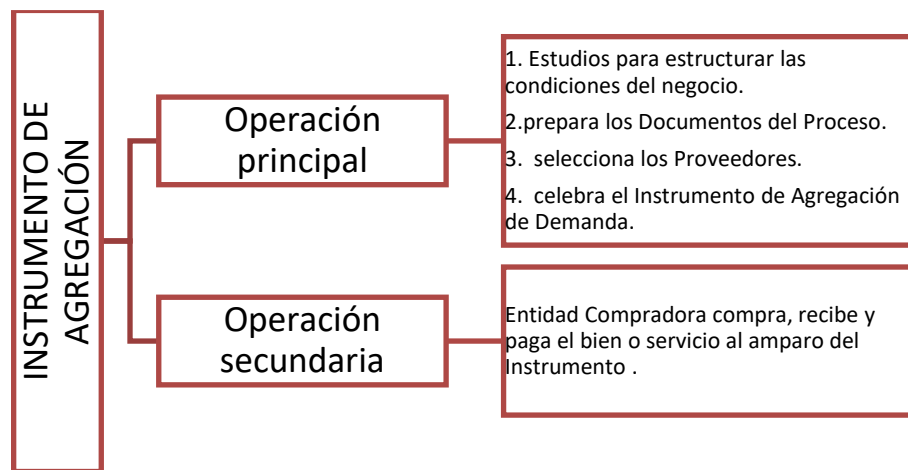 INSTRUMENTO DE
AGREGACIÓN
Operación
principal
1. Estudios para estructurar las
condiciones del negocio.
2.prepara los Documentos del Proceso.
3. selecciona los Proveedores.
4. celebra el Instrumento de Agregación
de Demanda.
Operación
secundaria
Entidad Compradora compra, recibe y
paga el bien o servicio al amparo del
Instrumento .